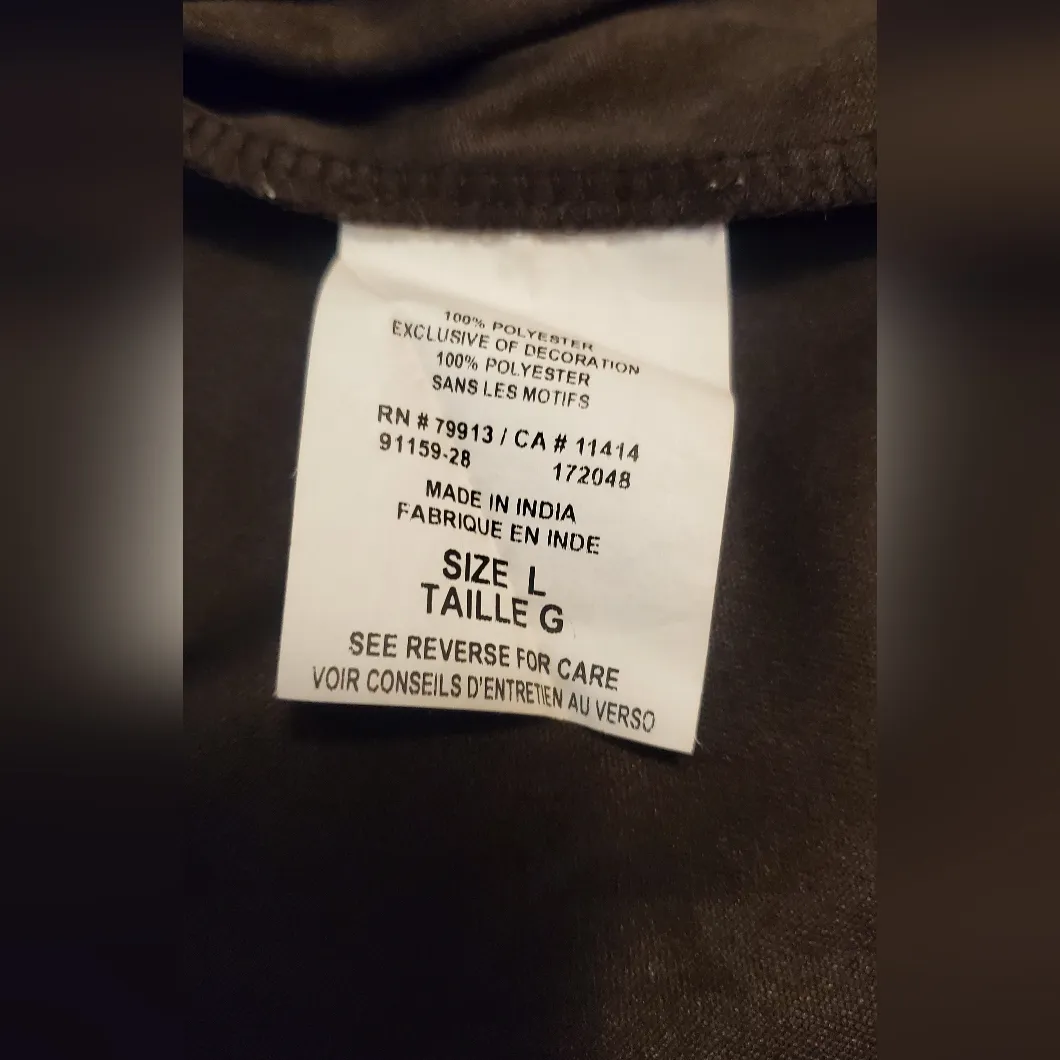 100% POLYESTER
EXCLUSIVE OF DECORATION
100% POLYESTER
SANS LES MOTIFS
RN # 79913 / CA # 11414
91159-28 172048
MADE IN INDIA
FABRIQUE EN INDE
SIZE L
TAILLE G
SEE REVERSE FOR CARE
VOIR CONSEILS D'ENTRETIEN AU VERSO